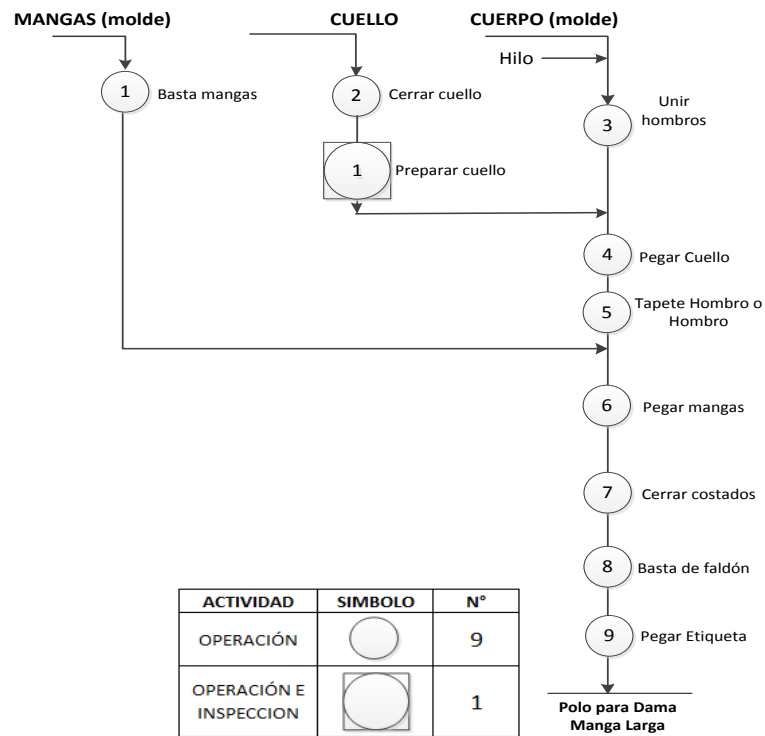 MANGAS (molde)
CUELLO
CUERPO (molde)
Hilo
1
Basta mangas
2
Cerrar cuello
3
Unir
hombros
1
Preparar cuello
4
Pegar Cuello
5
Tapete Hombro o
Hombro
6
Pegar mangas
7
Cerrar costados
8
Basta de faldón
9
Pegar Etiqueta
Polo para Dama
Manga Larga
ACTIVIDAD SIMBOLO N°
OPERACIÓN 9
OPERACIÓN E
INSPECCION 1